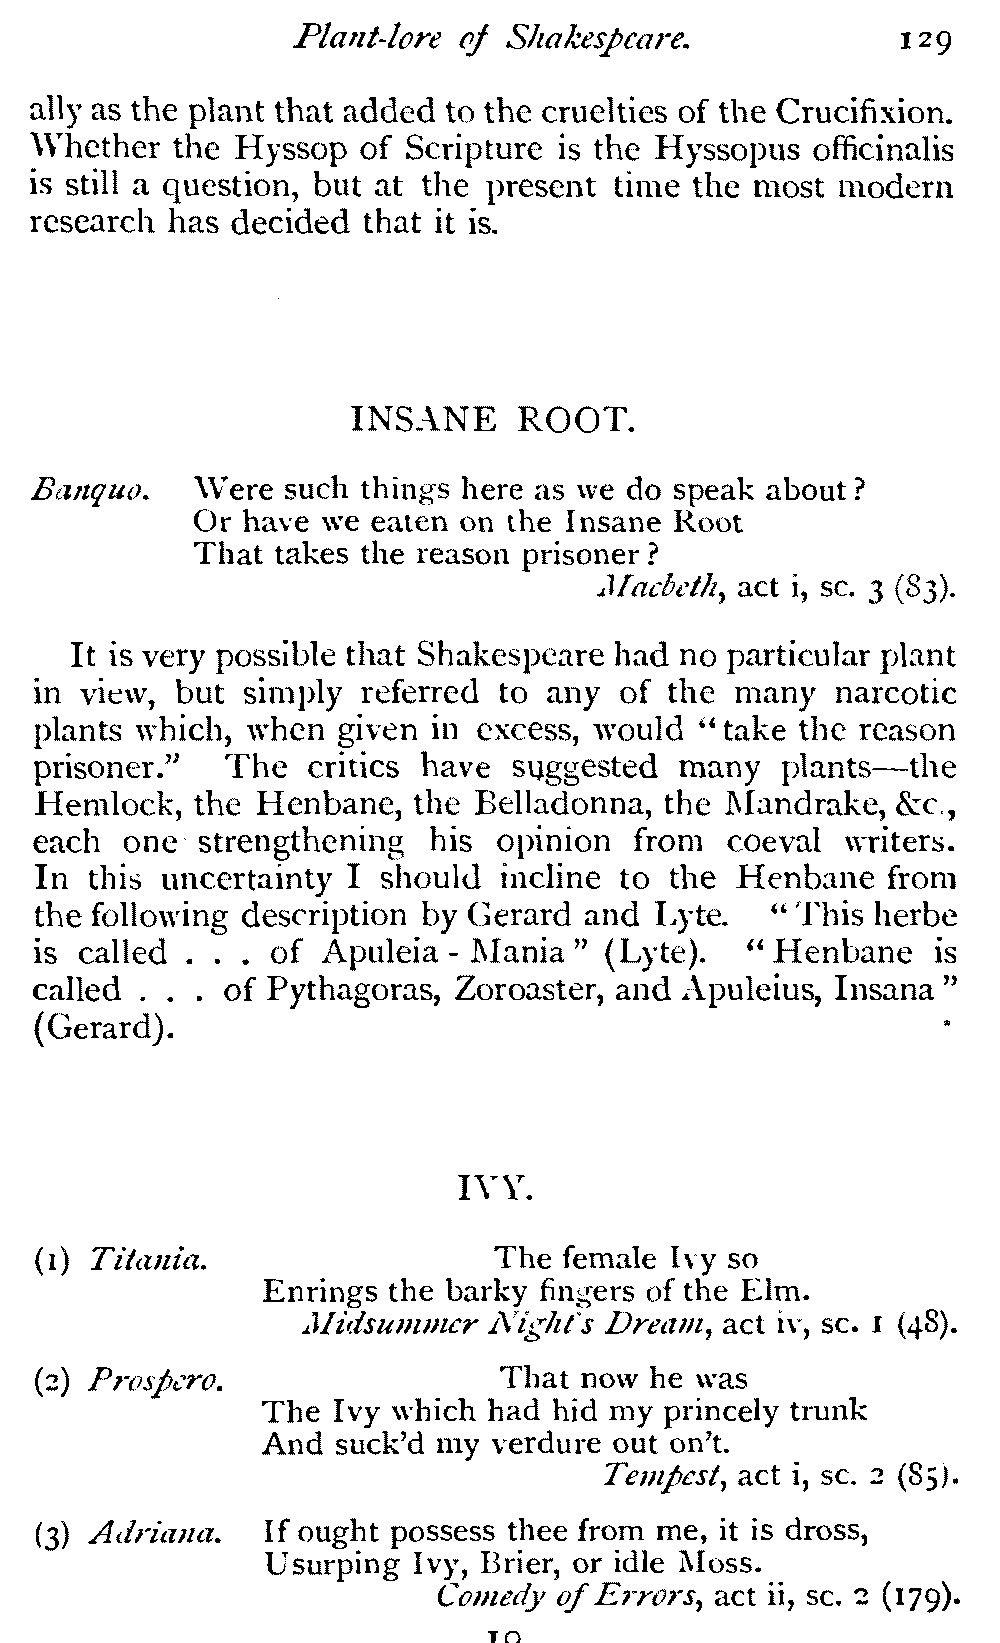 Plant-lore of Shakespeare. 129
ally as the plant that added to the cruelties of the Crucifixion.
Whether the Hyssop of Scripture is the Hyssopus officinalis
is still a question, but at the present time the most modern
research has decided that it is.
INSANE ROOT.
Banquo. Were such things here as we do speak about?
Or have we eaten on the Insane Root
That takes the reason prisoner?
Macbeth, act i, sc. 3 (83).
It is very possible that Shakespeare had no particular plant
in view, but simply referred to any of the many narcotic
plants which, when given in excess, would "take the reason
prisoner." The critics have suggested many plants—the
Hemlock, the Henbane, the Belladonna, the Mandrake, &c.,
each one strengthening his opinion from coeval writers.
In this uncertainty I should incline to the Henbane from
the following description by Gerard and Lyte. "This herbe
is called . . . of Apuleia - Mania" (Lyte). "Henbane is
called . . . of Pythagoras, Zoroaster, and Apuleius, Insana"
(Gerard).
IVY.
(1) Titania. The female Ivy so
Enrings the barky fingers of the Elm.
Midsummer Night's Dream, act iv, sc. 1 (48).
(2) Prospero. That now he was
The Ivy which had hid my princely trunk
And suck'd my verdure out on't.
Tempest, act i, sc. 2 (85).
(3) Adriana. If ought possess thee from me, it is dross,
Usurping Ivy, Brier, or idle Moss.
Comedy of Errors, act ii, sc. 2 (179).